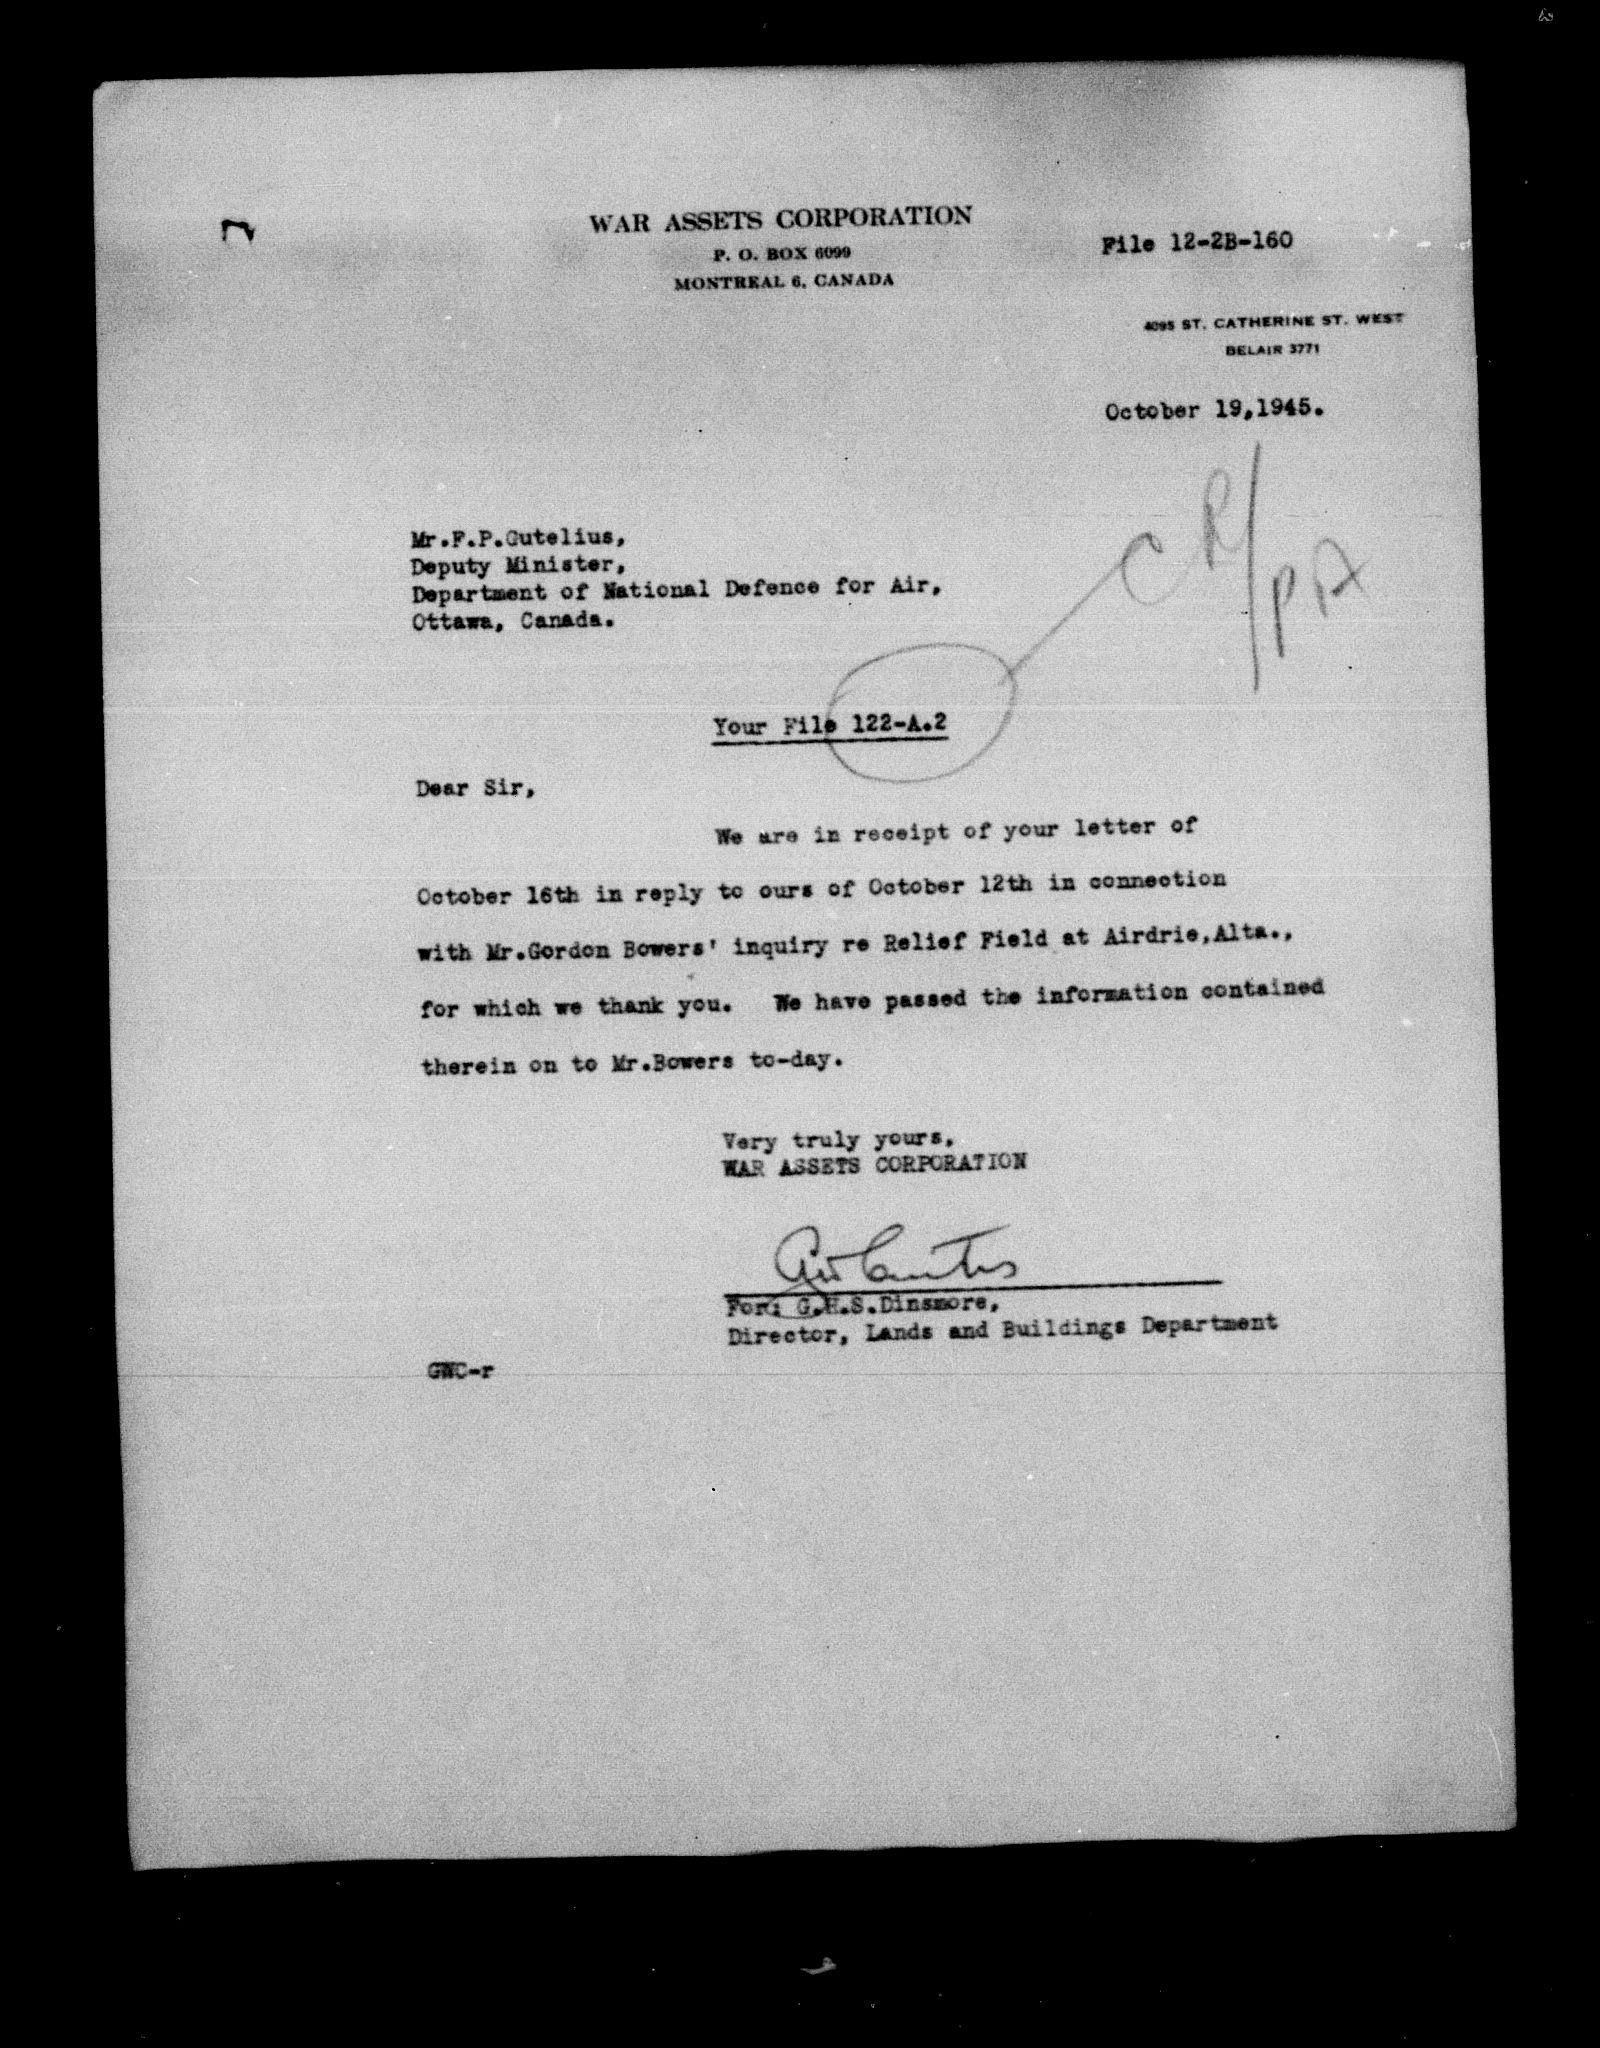 WAR ASSETS CORPORATION
P. O. BOX 6099
MONTREAL 6, CANADA
File 12-2B-160
4095 ST. CATHERINE ST. WEST
BELAIR 3771
October 19,1945.
CR/PA
Mr.F.P.Gutelius,
Deputy Minister,
Department of National Defence for Air,
Ottawa, Canada.
Your File 122-A.2
Dear Sir,
We are in receipt of your letter of
October 16th in reply to ours of October 12th in connection
with Mr.Gordon Bowers' inquiry re Relief Field at Airdrie,Alta.,
for which we thank you. We have passed the information contained
therein on to Mr.Bowers to-day.
Very truly yours,
WAR ASSETS CORPORATION
For: G.H.S.Dinsmore,
Director, Lands and Buildings Department
GWC-r